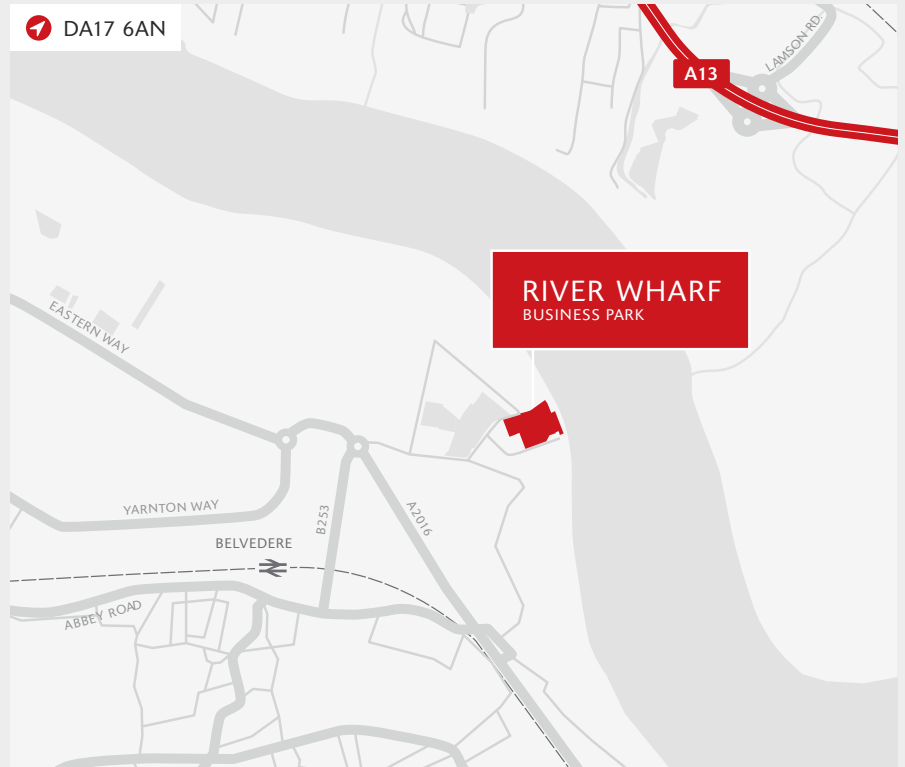 DA17 6AN
LAMSON RD.
A13
RIVER WHARF
BUSINESS PARK
EASTERN WAY
YARNTON WAY
B253
A2016
BELVEDERE
ABBEY ROAD